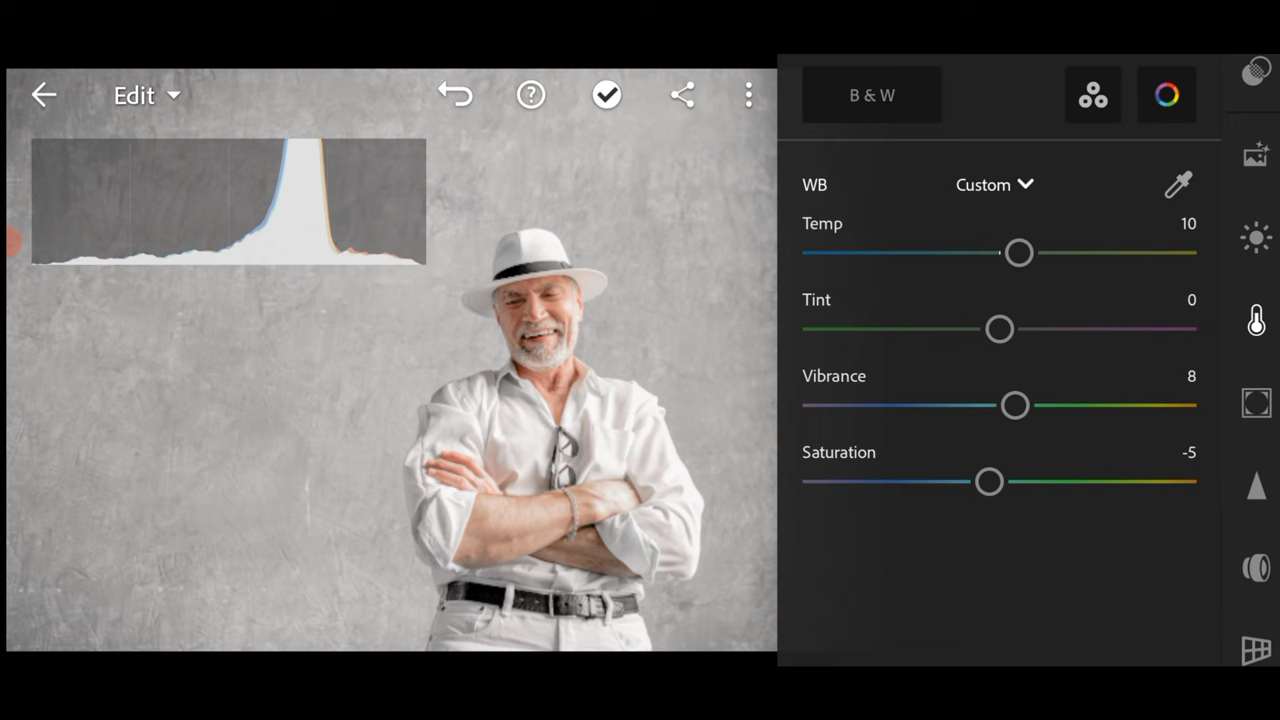 Edit
B & W
WB
Custom
Temp
10
Tint
0
Vibrance
8
Saturation
-5